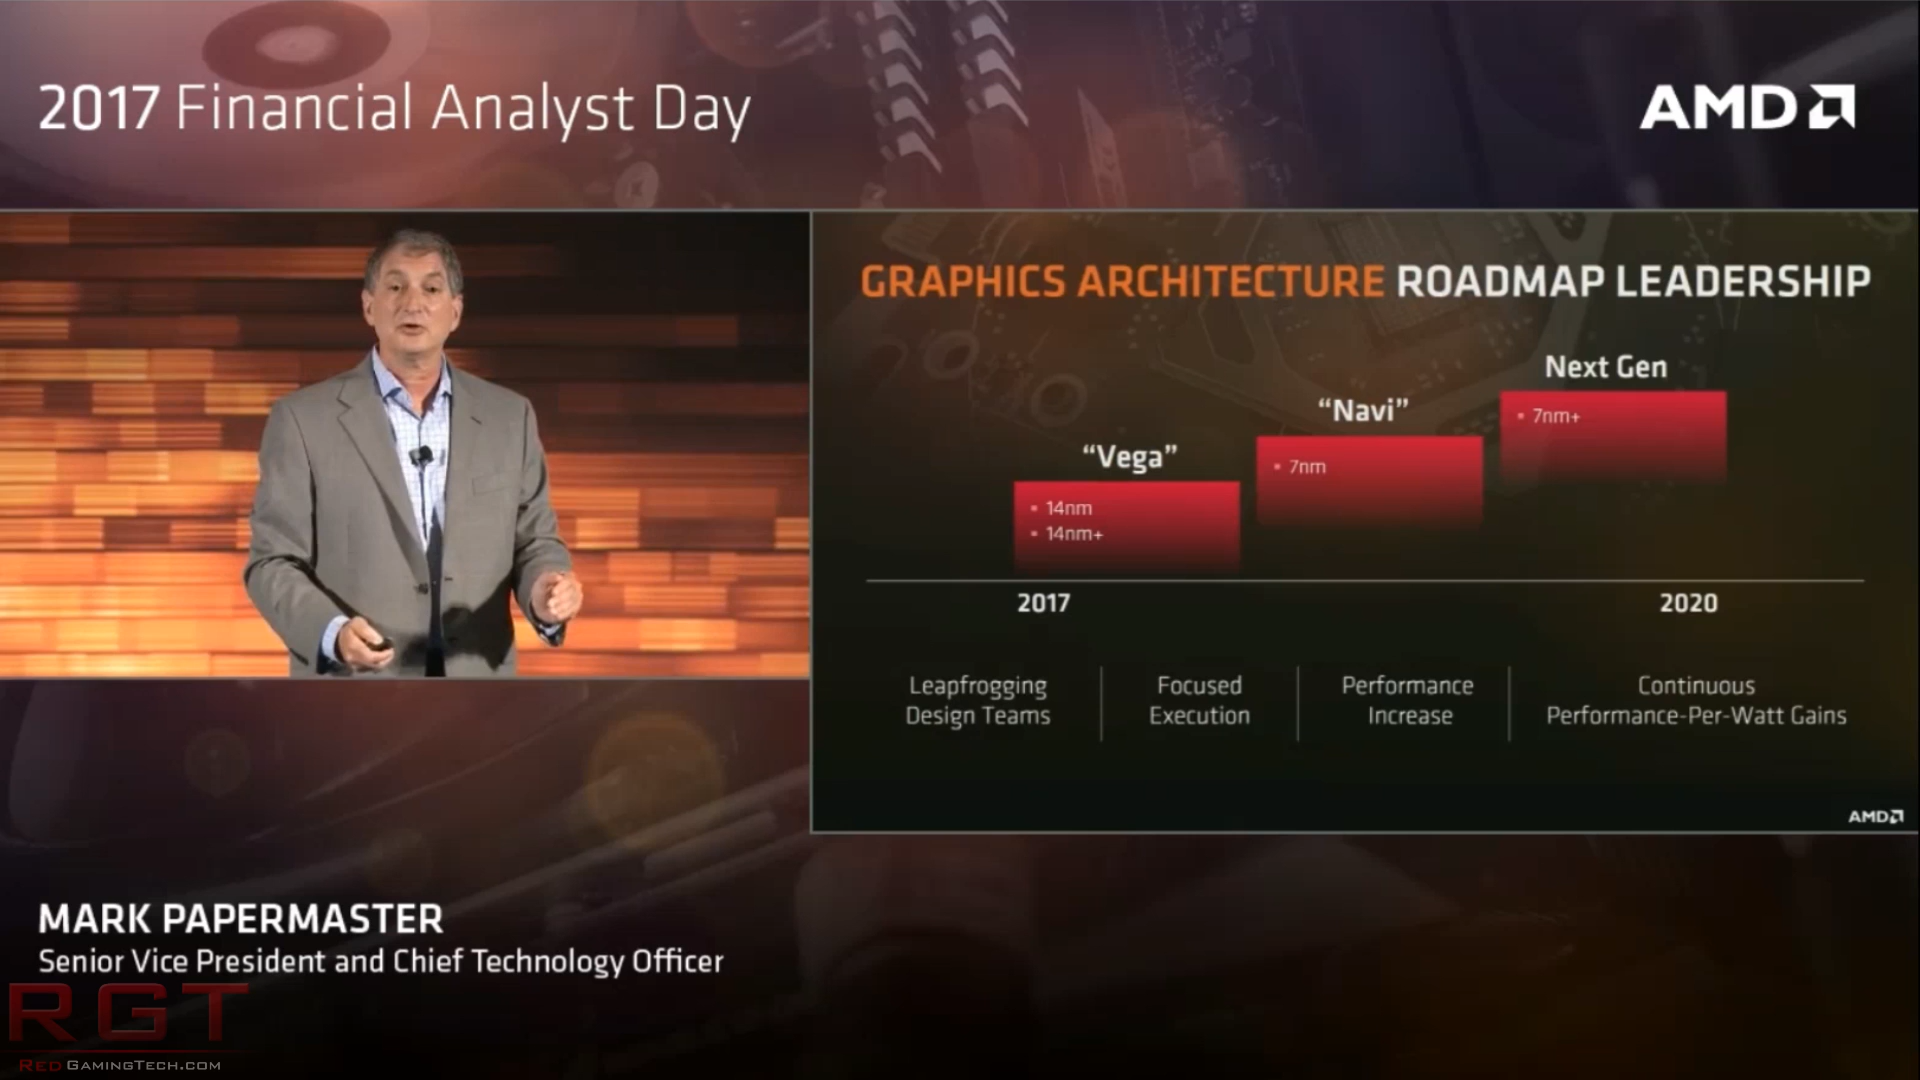 2017 Financial Analyst Day
AMD
GRAPHICS ARCHITECTURE ROADMAP LEADERSHIP
“Vega”
▪ 14nm
▪ 14nm+
“Navi”
▪ 7nm
Next Gen
▪ 7nm+
2017
2020
Leapfrogging
Design Teams
Focused
Execution
Performance
Increase
Continuous
Performance-Per-Watt Gains
AMD
MARK PAPERMASTER
Senior Vice President and Chief Technology Officer
RGT
REDGAMINGTECH.COM